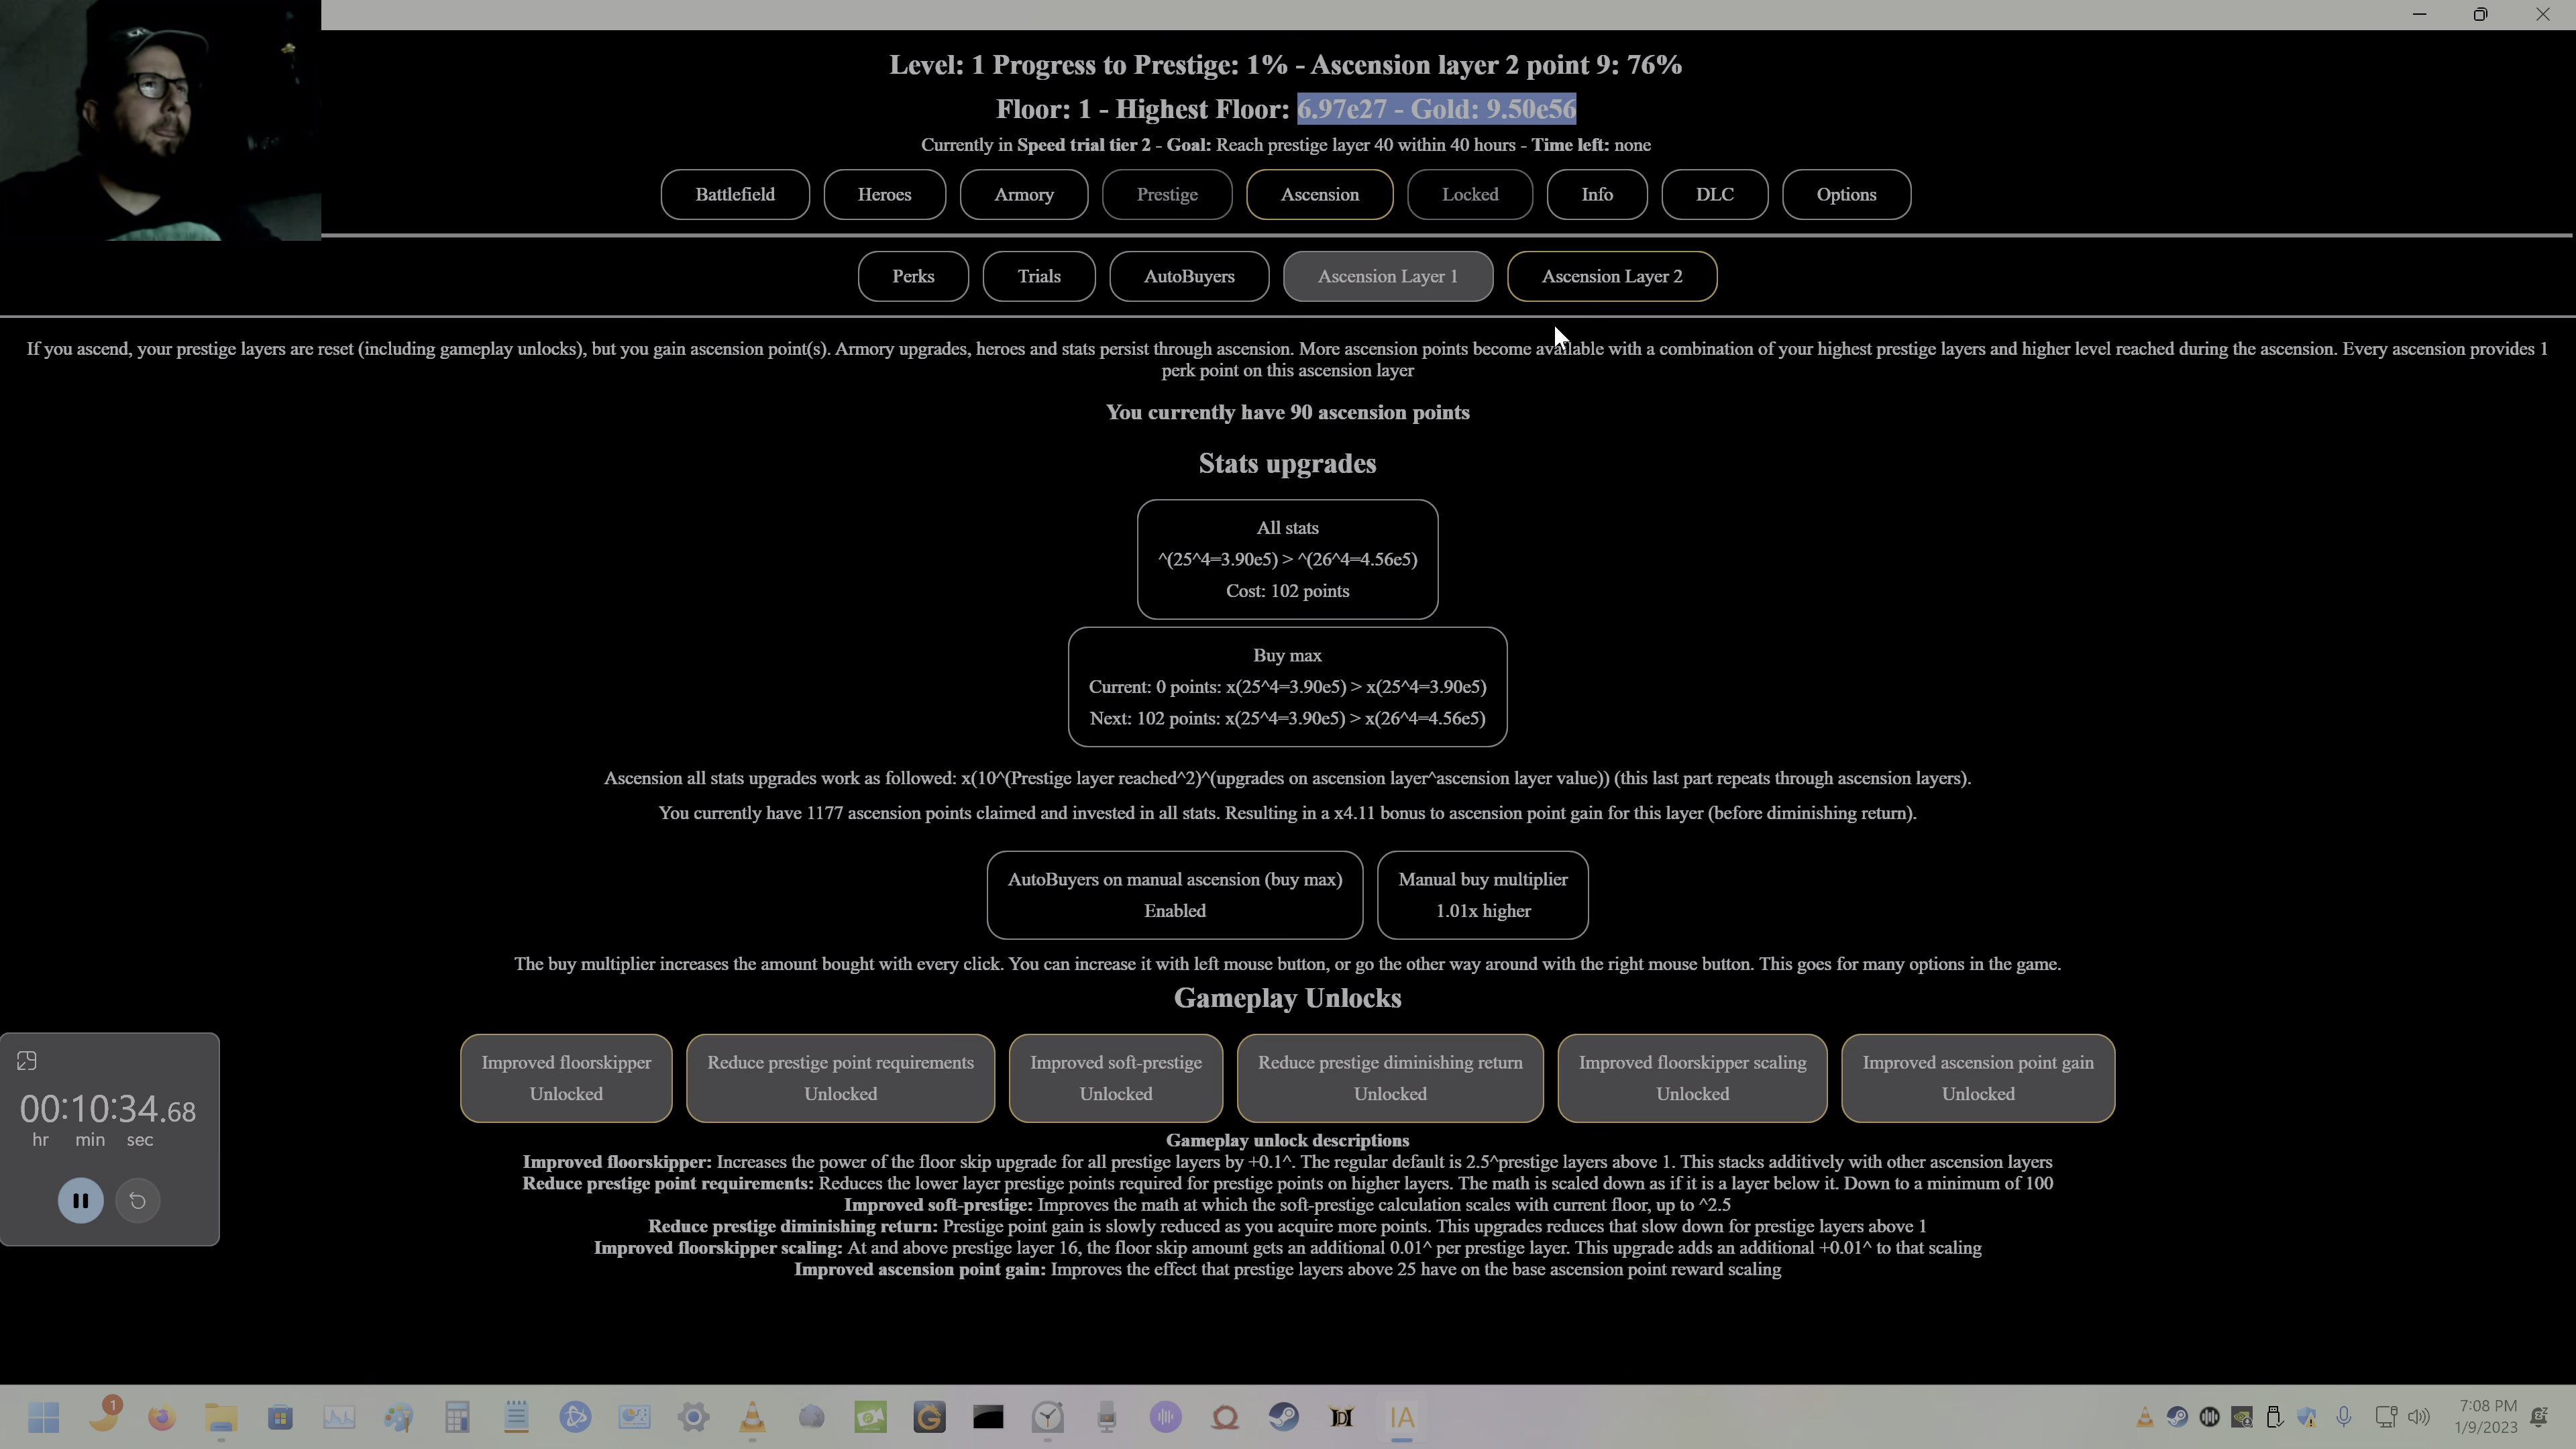 Level: 1 Progress to Prestige: 1% - Ascension layer 2 point 9: 76%
Floor: 1 - Highest Floor: 6.97e27 - Gold: 9.50e56
Currently in Speed trial tier 2 - Goal: Reach prestige layer 40 within 40 hours - Time left: none
Battlefield
Heroes
Armory
Prestige
Ascension
Locked
Info
DLC
Options
Perks
Trials
AutoBuyers
Ascension Layer 1
Ascension Layer 2
If you ascend, your prestige layers are reset (including gameplay unlocks), but you gain ascension point(s). Armory upgrades, heroes and stats persist through ascension. More ascension points become available with a combination of your highest prestige layers and higher level reached during the ascension. Every ascension provides 1
perk point on this ascension layer
You currently have 90 ascension points
Stats upgrades
All stats
^(25^4=3.90e5) > ^(26^4=4.56e5)
Cost: 102 points
Buy max
Current: 0 points: x(25^4=3.90e5) > x(25^4=3.90e5)
Next: 102 points: x(25^4=3.90e5) > x(26^4=4.56e5)
Ascension all stats upgrades work as followed: x(10^(Prestige layer reached^2)^(upgrades on ascension layer^ascension layer value)) (this last part repeats through ascension layers).
You currently have 1177 ascension points claimed and invested in all stats. Resulting in a x4.11 bonus to ascension point gain for this layer (before diminishing return).
AutoBuyers on manual ascension (buy max)
Enabled
Manual buy multiplier
1.01x higher
The buy multiplier increases the amount bought with every click. You can increase it with left mouse button, or go the other way around with the right mouse button. This goes for many options in the game.
Gameplay Unlocks
Improved floorskipper
Unlocked
Reduce prestige point requirements
Unlocked
Improved soft-prestige
Unlocked
Reduce prestige diminishing return
Unlocked
Improved floorskipper scaling
Unlocked
Improved ascension point gain
Unlocked
Gameplay unlock descriptions
Improved floorskipper: Increases the power of the floor skip upgrade for all prestige layers by +0.1^. The regular default is 2.5^prestige layers above 1. This stacks additively with other ascension layers
Reduce prestige point requirements: Reduces the lower layer prestige points required for prestige points on higher layers. The math is scaled down as if it is a layer below it. Down to a minimum of 100
Improved soft-prestige: Improves the math at which the soft-prestige calculation scales with current floor, up to ^2.5
Reduce prestige diminishing return: Prestige point gain is slowly reduced as you acquire more points. This upgrades reduces that slow down for prestige layers above 1
Improved floorskipper scaling: At and above prestige layer 16, the floor skip amount gets an additional 0.01^ per prestige layer. This upgrade adds an additional +0.01^ to that scaling
Improved ascension point gain: Improves the effect that prestige layers above 25 have on the base ascension point reward scaling
00:10:34.68
hr min sec
1
IA
7:08 PM
1/9/2023